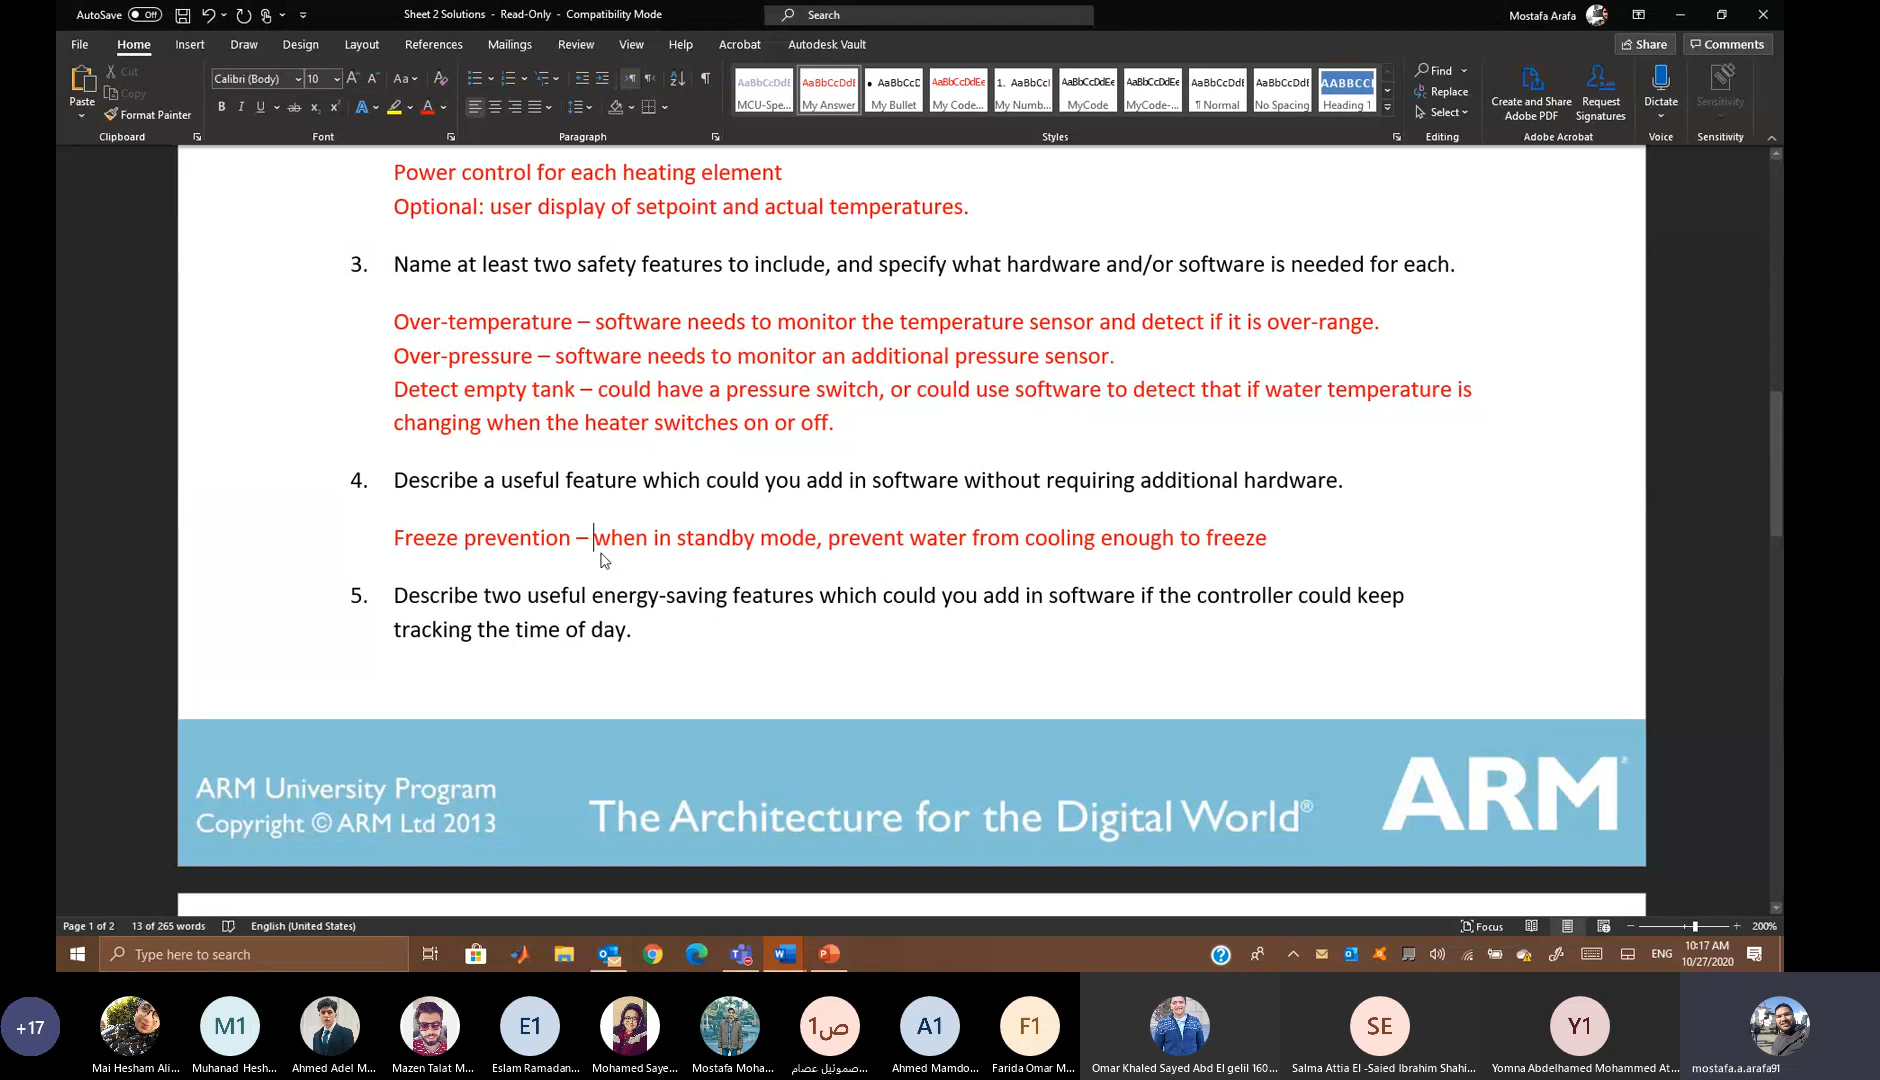 AutoSave Off
Sheet 2 Solutions - Read-Only - Compatibility Mode
Search
Mostafa Arafa
File Home Insert Draw Design Layout References Mailings Review View Help Acrobat Autodesk Vault
Share Comments
Paste
Cut
Copy
Format Painter
Calibri (Body) 10
AaBbCcDdE MCU-Spe...
AaBbCcDdE My Answer
AaBbCcD My Bullet
AaBbCcDdEe My Code...
1. AaBbCcI My Numb...
AaBbCcDdEe MyCode
AaBbCcDdEe MyCode-...
AaBbCcDdE ¶ Normal
AaBbCcDdE No Spacing
AABBCCI Heading 1
Find
Replace
Select
Create and Share Adobe PDF
Request Signatures
Dictate
Sensitivity
Clipboard Font Paragraph Styles Editing Adobe Acrobat Voice Sensitivity
Power control for each heating element
Optional: user display of setpoint and actual temperatures.
3. Name at least two safety features to include, and specify what hardware and/or software is needed for each.
Over-temperature – software needs to monitor the temperature sensor and detect if it is over-range.
Over-pressure – software needs to monitor an additional pressure sensor.
Detect empty tank – could have a pressure switch, or could use software to detect that if water temperature is
changing when the heater switches on or off.
4. Describe a useful feature which could you add in software without requiring additional hardware.
Freeze prevention – when in standby mode, prevent water from cooling enough to freeze
5. Describe two useful energy-saving features which could you add in software if the controller could keep
tracking the time of day.
ARM University Program
Copyright © ARM Ltd 2013
The Architecture for the Digital World®
ARM®
Page 1 of 2 13 of 265 words English (United States)
Focus
200%
Type here to search
ENG
10:17 AM
10/27/2020
+17
M1
E1
ص1
A1
F1
SE
Y1
Mai Hesham Ali...
Muhanad Hesh...
Ahmed Adel M...
Mazen Talat M...
Eslam Ramadan...
Mohamed Saye...
Mostafa Moha...
صموئيل عصام...
Ahmed Mamdo...
Farida Omar M...
Omar Khaled Sayed Abd El gelil 160...
Salma Attia El -Saied Ibrahim Shahi...
Yomna Abdelhamed Mohammed At...
mostafa.a.arafa91